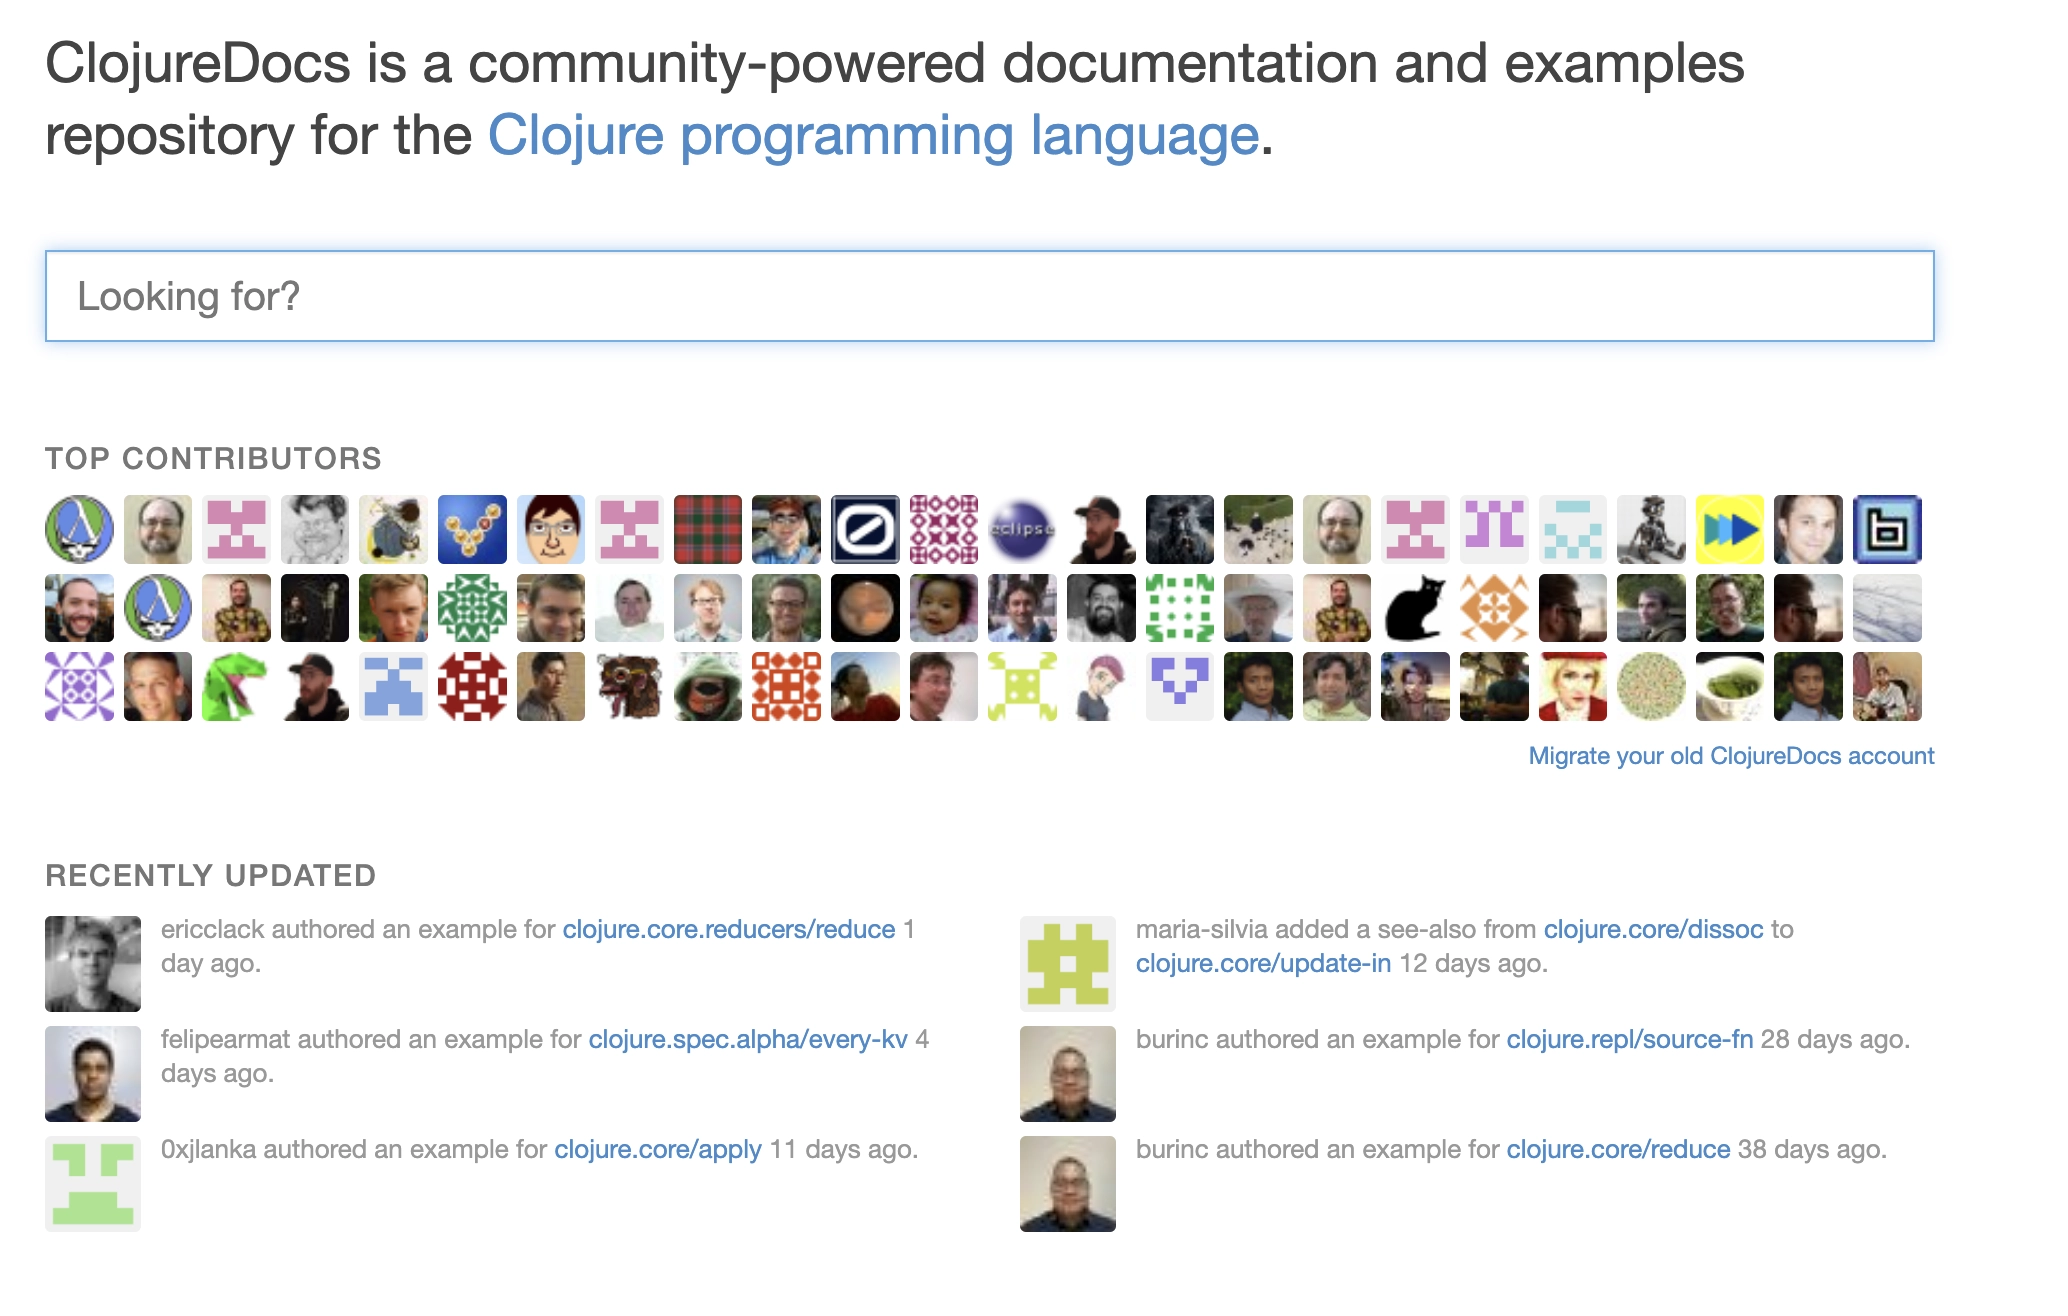 ClojureDocs is a community-powered documentation and examples
repository for the Clojure programming language.
Looking for?
TOP CONTRIBUTORS
eclipse
Migrate your old ClojureDocs account
RECENTLY UPDATED
ericclack authored an example for clojure.core.reducers/reduce 1
day ago.
felipearmat authored an example for clojure.spec.alpha/every-kv 4
days ago.
0xjlanka authored an example for clojure.core/apply 11 days ago.
maria-silvia added a see-also from clojure.core/dissoc to
clojure.core/update-in 12 days ago.
burinc authored an example for clojure.repl/source-fn 28 days ago.
burinc authored an example for clojure.core/reduce 38 days ago.